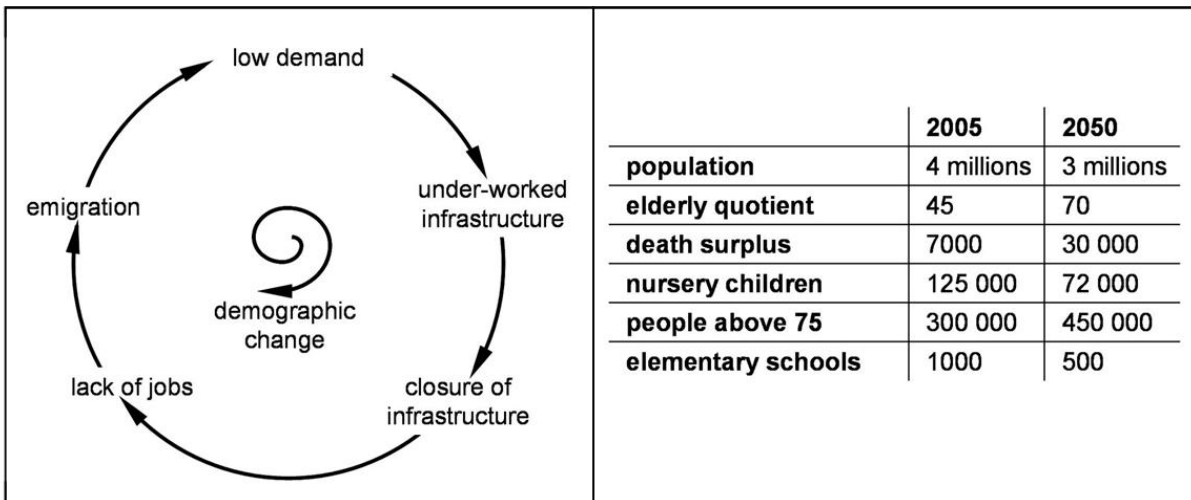 low demand
under-worked
infrastructure
closure of
infrastructure
lack of jobs
emigration
demographic
change
2005 2050
population 4 millions 3 millions
elderly quotient 45 70
death surplus 7000 30 000
nursery children 125 000 72 000
people above 75 300 000 450 000
elementary schools 1000 500